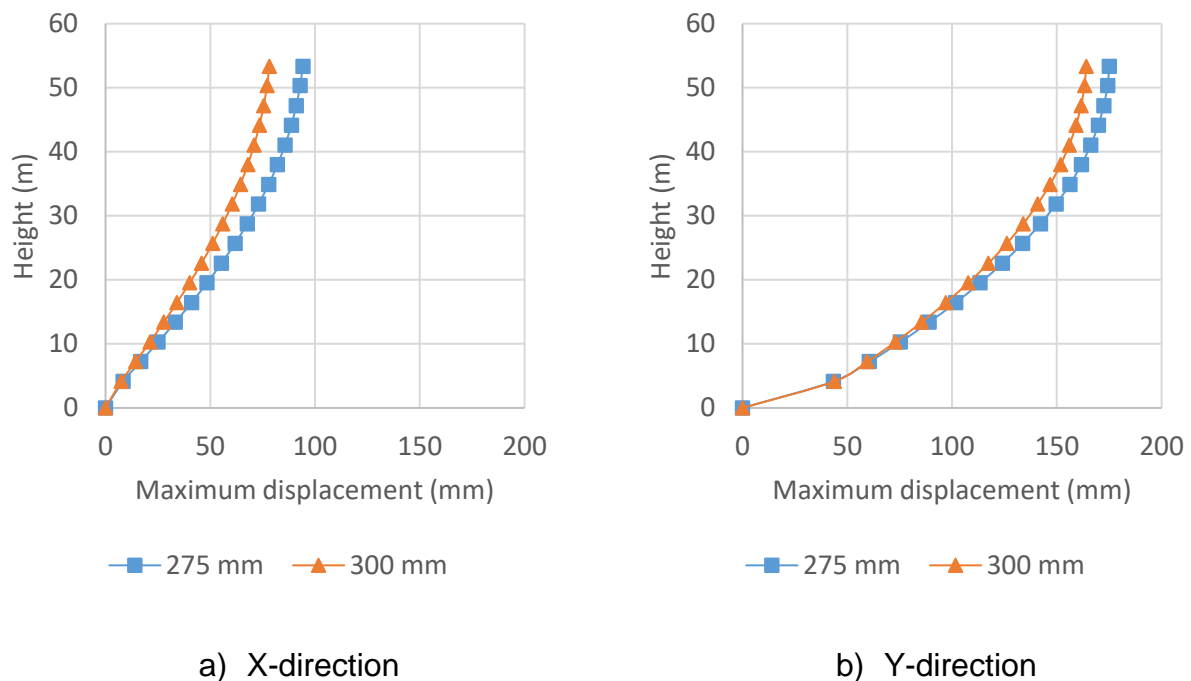 60
50
40
30
20
10
0
Height (m)
0 50 100 150 200
Maximum displacement (mm)
275 mm 300 mm
a) X-direction
60
50
40
30
20
10
0
Height (m)
0 50 100 150 200
Maximum displacement (mm)
275 mm 300 mm
b) Y-direction